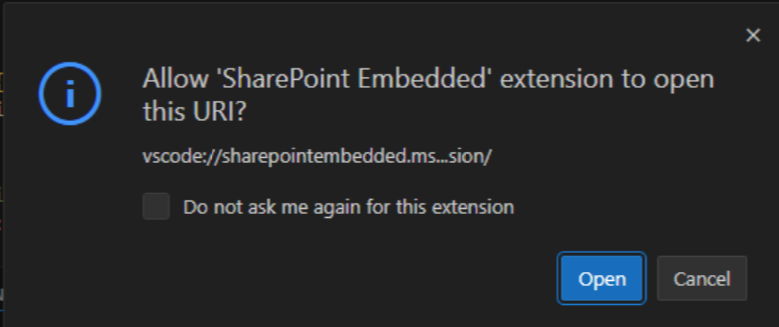 Allow 'SharePoint Embedded' extension to open
this URI?
vscode://sharepointembedded.ms...sion/
Do not ask me again for this extension
Open
Cancel